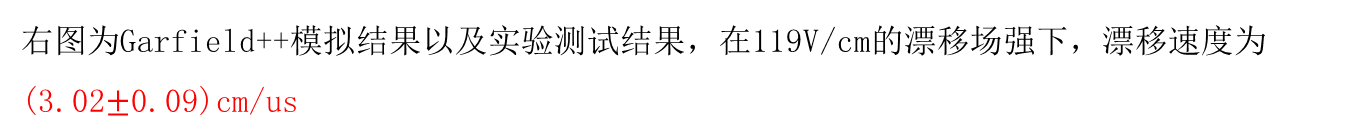 右图为Garfield++模拟结果以及实验测试结果，在119V/cm的漂移场强下，漂移速度为
(3.02±0.09)cm/us